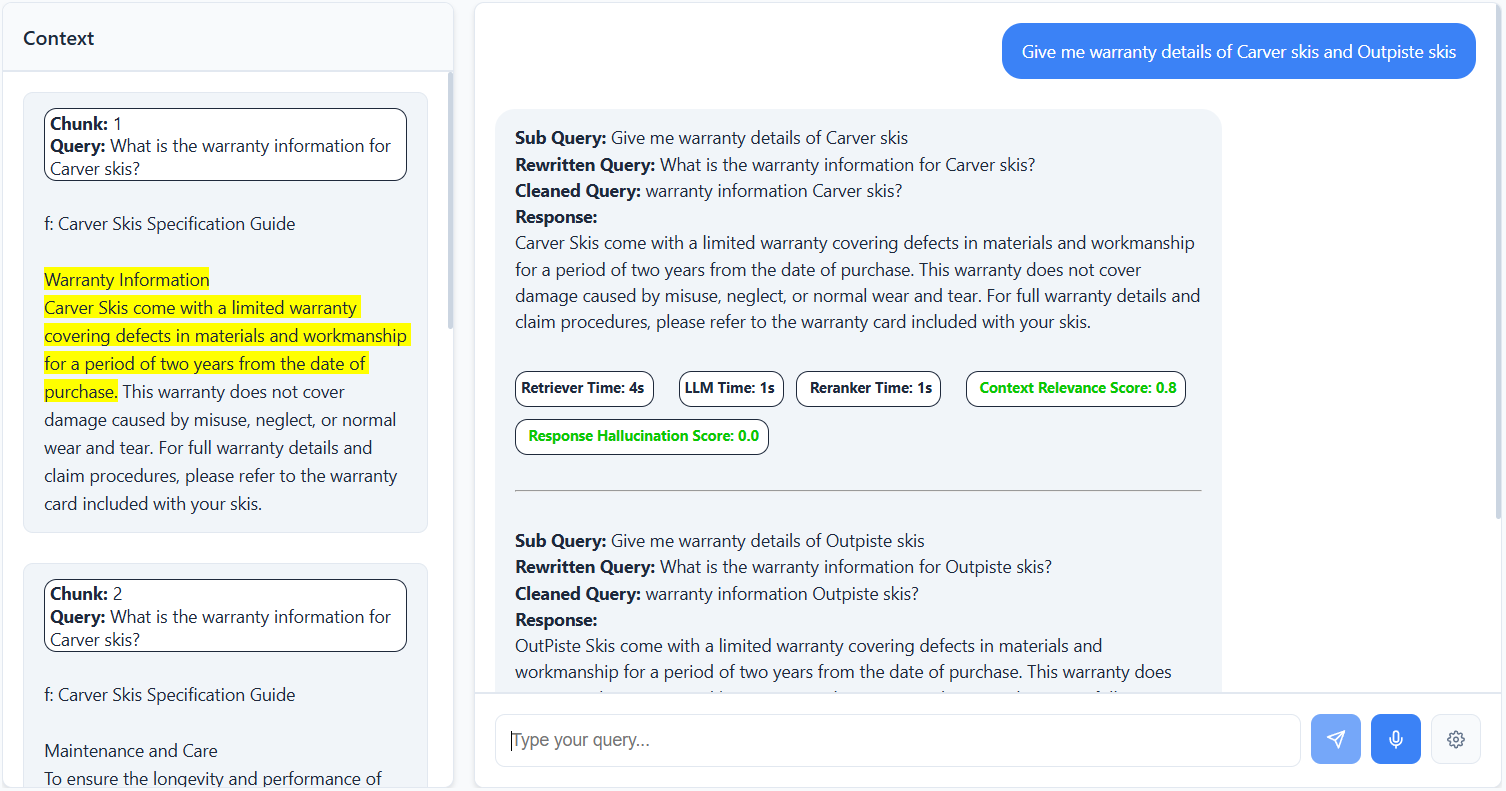 Context
Chunk: 1
Query: What is the warranty information for
Carver skis?
f: Carver Skis Specification Guide
Warranty Information
Carver Skis come with a limited warranty
covering defects in materials and workmanship
for a period of two years from the date of
purchase. This warranty does not cover
damage caused by misuse, neglect, or normal
wear and tear. For full warranty details and
claim procedures, please refer to the warranty
card included with your skis.
Chunk: 2
Query: What is the warranty information for
Carver skis?
f: Carver Skis Specification Guide
Maintenance and Care
To ensure the longevity and performance of
Give me warranty details of Carver skis and Outpiste skis
Sub Query: Give me warranty details of Carver skis
Rewritten Query: What is the warranty information for Carver skis?
Cleaned Query: warranty information Carver skis?
Response:
Carver Skis come with a limited warranty covering defects in materials and workmanship
for a period of two years from the date of purchase. This warranty does not cover
damage caused by misuse, neglect, or normal wear and tear. For full warranty details and
claim procedures, please refer to the warranty card included with your skis.
Retriever Time: 4s LLM Time: 1s Reranker Time: 1s Context Relevance Score: 0.8
Response Hallucination Score: 0.0
Sub Query: Give me warranty details of Outpiste skis
Rewritten Query: What is the warranty information for Outpiste skis?
Cleaned Query: warranty information Outpiste skis?
Response:
OutPiste Skis come with a limited warranty covering defects in materials and
workmanship for a period of two years from the date of purchase. This warranty does
Type your query...